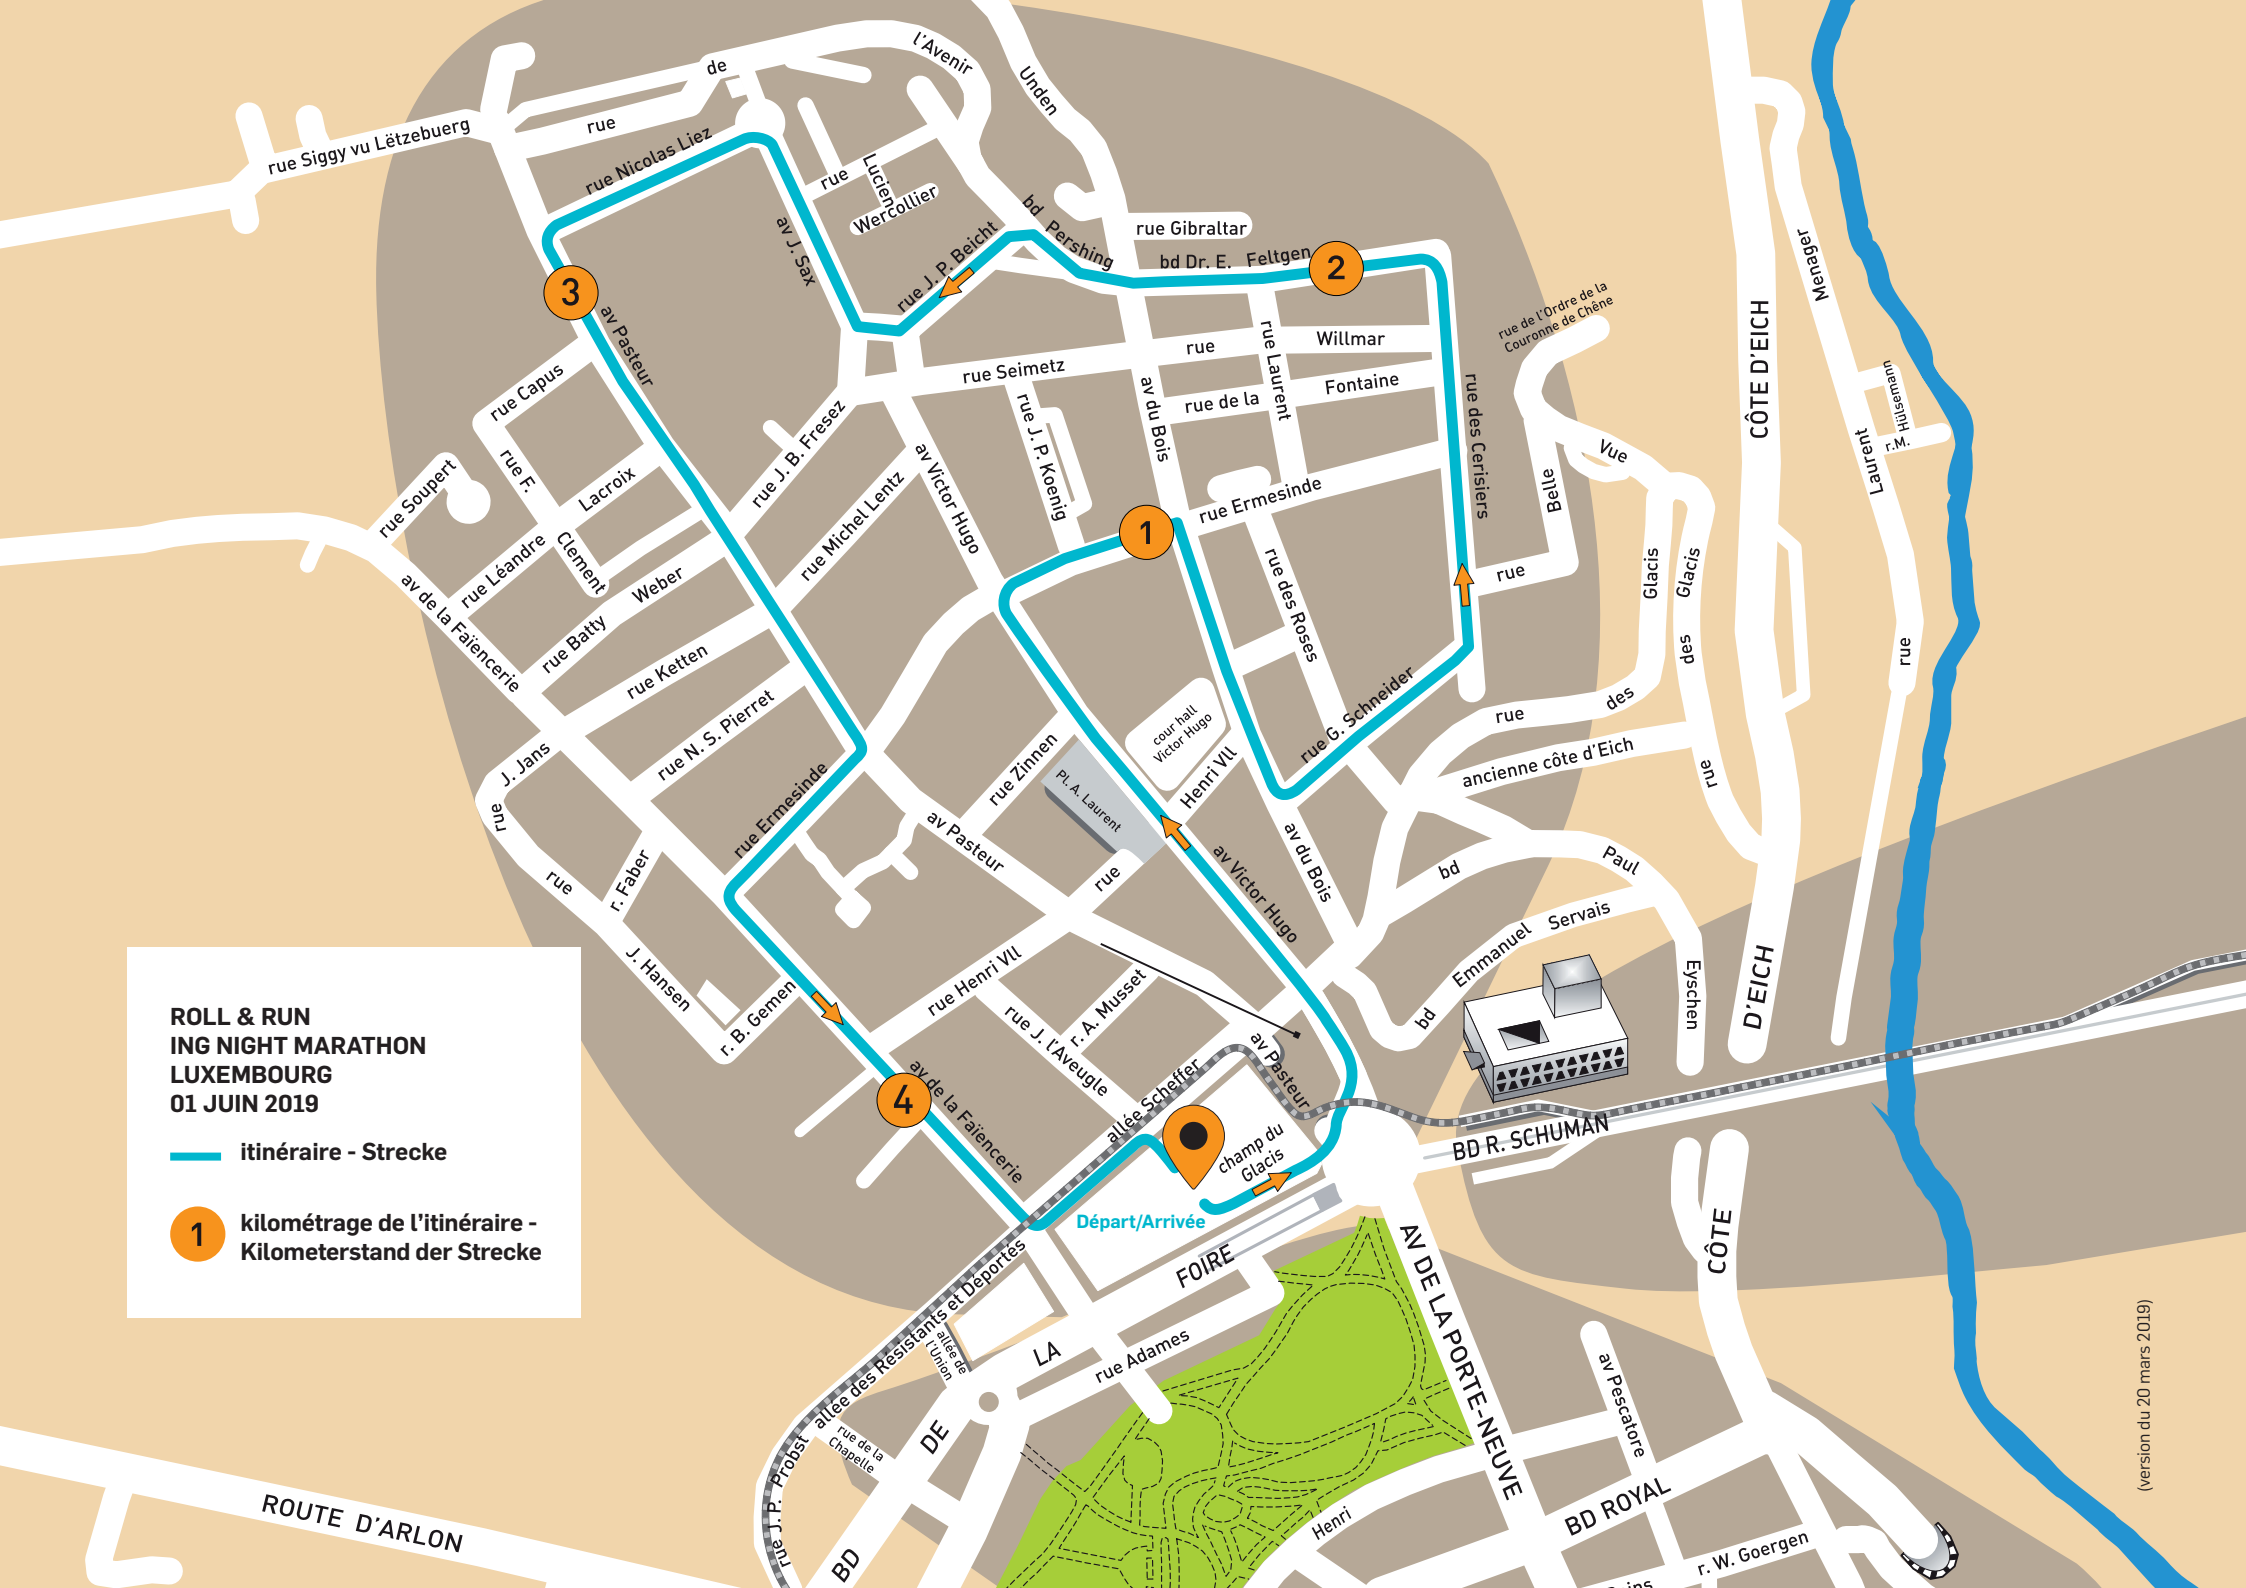 l'Avenir
de
rue
Unden
rue Siggy vu Lëtzebuerg
rue Nicolas Liez
rue
Lucien
Wercollier
av J. Sax
rue J. P. Beicht
bd Pershing
rue Gibraltar
bd Dr. E. Feltgen
2
3
av Pasteur
rue Capus
rue Seimetz
rue Willmar
rue Laurent
rue de la Fontaine
rue de l'Ordre de la
Couronne de Chêne
CÔTE D'EICH
Menager
Hülsemann
r.M.
Laurent
rue
rue Soupert
rue F.
Clement
rue Léandre Lacroix
rue J. B. Fresez
rue Michel Lentz
av Victor Hugo
rue J. P. Koenig
av du Bois
1
rue Ermesinde
rue des Cerisiers
Vue
Belle
rue
Glacis
Glacis
des
rue des
rue
av de la Faïencerie
rue Batty Weber
rue des Roses
rue Ketten
rue N. S. Pierret
rue G. Schneider
cour hall
Victor Hugo
Henri VII
ancienne côte d'Eich
J. Jans
rue
rue Zinnen
Pl. A. Laurent
rue Ermesinde
av Pasteur
av du Bois
av Victor Hugo
rue
rue Henri VII
r. Faber
rue
J. Hansen
r. B. Gemen
bd Paul
Eyschen
bd Emmanuel Servais
D'EICH
rue J. l'Aveugle
r. A. Musset
av Pasteur
allée Scheffer
4
av de la Faïencerie
champ du
Glacis
Départ/Arrivée
BD R. SCHUMAN
CÔTE
ROLL & RUN
ING NIGHT MARATHON
LUXEMBOURG
01 JUIN 2019
itinéraire - Strecke
1
kilométrage de l'itinéraire -
Kilometerstand der Strecke
FOIRE
LA
DE
BD
AV DE LA PORTE-NEUVE
allée des Résistants et Déportés
allée de
l'Union
rue Adames
rue de la
Chapelle
rue J. P. Probst
ROUTE D'ARLON
av Pescatore
BD ROYAL
Henri
r. W. Goergen
(version du 20 mars 2019)